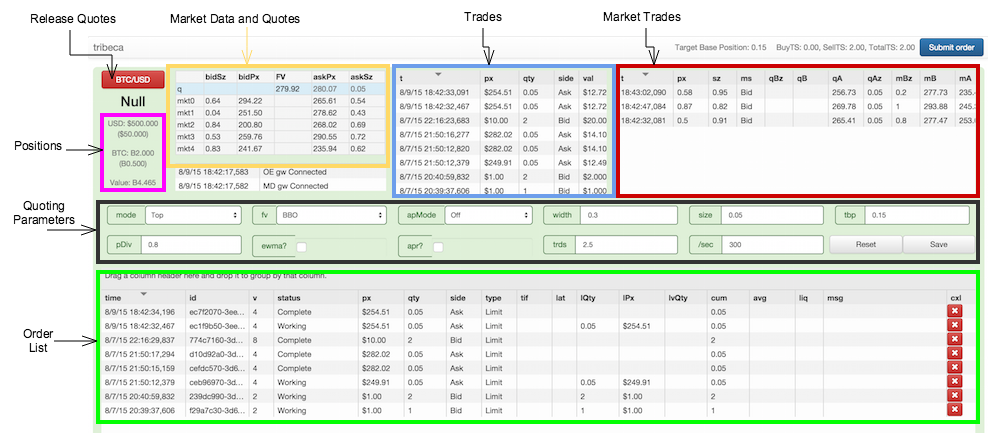 Release Quotes
Market Data and Quotes
Trades
Market Trades
tribeca
Target Base Position: 0.15 BuyTS: 0.00, SellTS: 2.00, TotalTS: 2.00 Submit order
BTC/USD
Null
Positions
USD: $500.000
($50.000)
BTC: B2.000
(B0.500)
Value: B4.465
bidSz bidPx FV askPx askSz
q 279.92 280.07 0.05
mkt0 0.64 294.22 265.61 0.54
mkt1 0.04 251.50 278.62 0.43
mkt2 0.84 200.80 268.02 0.69
mkt3 0.53 259.76 290.55 0.72
mkt4 0.83 241.67 235.94 0.62
8/9/15 18:42:17,583 OE gw Connected
8/9/15 18:42:17,582 MD gw Connected
t px qty side val
8/9/15 18:42:33,091 $254.51 0.05 Ask $12.72
8/9/15 18:42:32,467 $254.51 0.05 Ask $12.72
8/7/15 22:16:23,683 $10.00 2 Bid $20.00
8/7/15 21:50:16,277 $282.02 0.05 Ask $14.10
8/7/15 21:50:12,820 $282.02 0.05 Ask $14.10
8/7/15 21:50:12,379 $249.91 0.05 Ask $12.49
8/7/15 20:40:59,832 $1.00 2 Bid $2.000
8/7/15 20:39:37,606 $1.00 1 Bid $1.000
t px sz ms qBz qB qA qAz mBz mB mA
18:43:02,090 0.58 0.95 Bid 256.73 0.05 0.2 277.73 235.
18:42:47,084 0.87 0.82 Bid 269.78 0.05 1 293.88 245.
18:42:32,081 0.5 0.91 Bid 265.41 0.05 0.8 277.47 253.
Quoting
Parameters
mode Top fv BBO apMode Off width 0.3 size 0.05 tbp 0.15
pDiv 0.8 ewma? apr? trds 2.5 /sec 300 Reset Save
Drag a column header here and drop it to group by that column.
time id v status px qty side type tif lat lQty lPx lvQty cum avg liq msg cxl
8/9/15 18:42:34,196 ec7f2070-3ee... 4 Complete $254.51 0.05 Ask Limit 0.05
8/9/15 18:42:32,467 ec1f9b50-3ee... 4 Working $254.51 0.05 Ask Limit 0.05 $254.51 0.05
8/7/15 22:16:29,837 774c7160-3d... 8 Complete $10.00 2 Bid Limit 2
8/7/15 21:50:17,294 d10d92a0-3d... 4 Complete $282.02 0.05 Ask Limit 0.05
8/7/15 21:50:15,159 cefdc570-3d6... 4 Complete $282.02 0.05 Ask Limit 0.05
8/7/15 21:50:12,379 ceb96970-3d... 4 Working $249.91 0.05 Ask Limit 0.05 $249.91 0.05
8/7/15 20:40:59,832 239dc990-3d... 2 Working $1.00 2 Bid Limit 2 $1.00 2
8/7/15 20:39:37,606 f29a7c30-3d6... 2 Working $1.00 1 Bid Limit 1 $1.00 1
Order
List